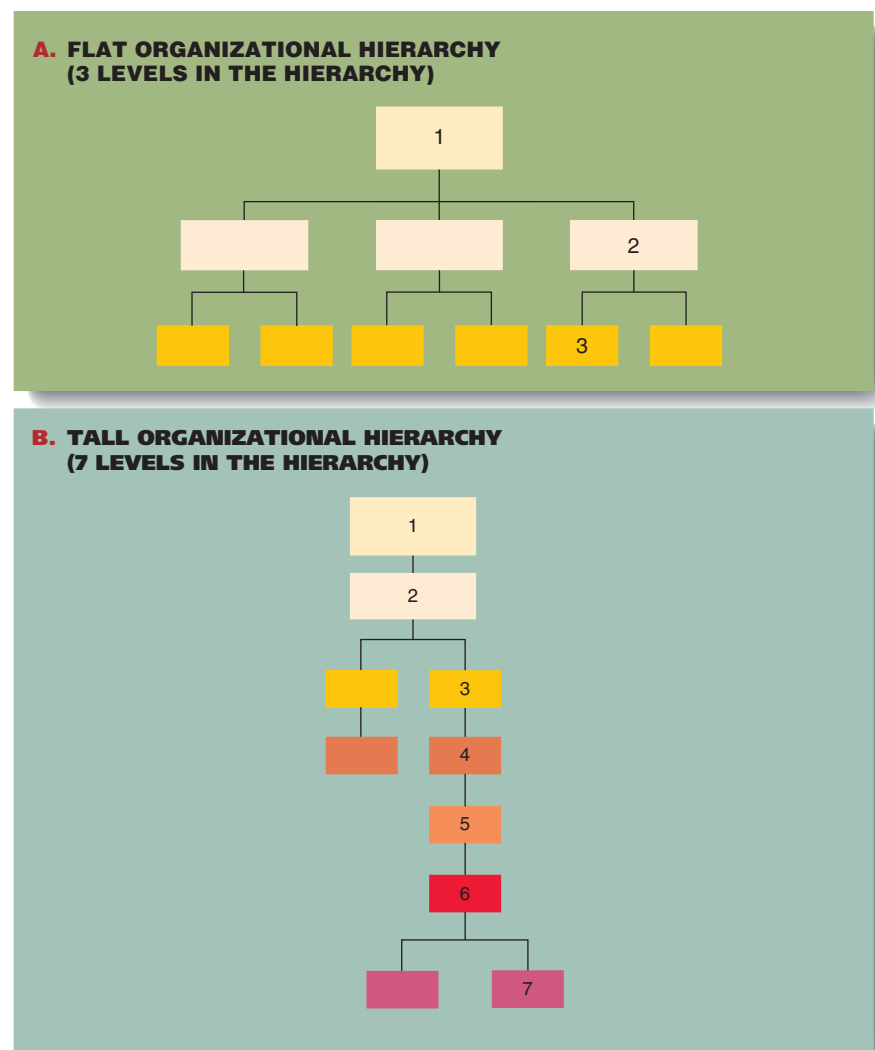 A. FLAT ORGANIZATIONAL HIERARCHY
(3 LEVELS IN THE HIERARCHY)
1
2
3
B. TALL ORGANIZATIONAL HIERARCHY
(7 LEVELS IN THE HIERARCHY)
1
2
3
4
5
6
7